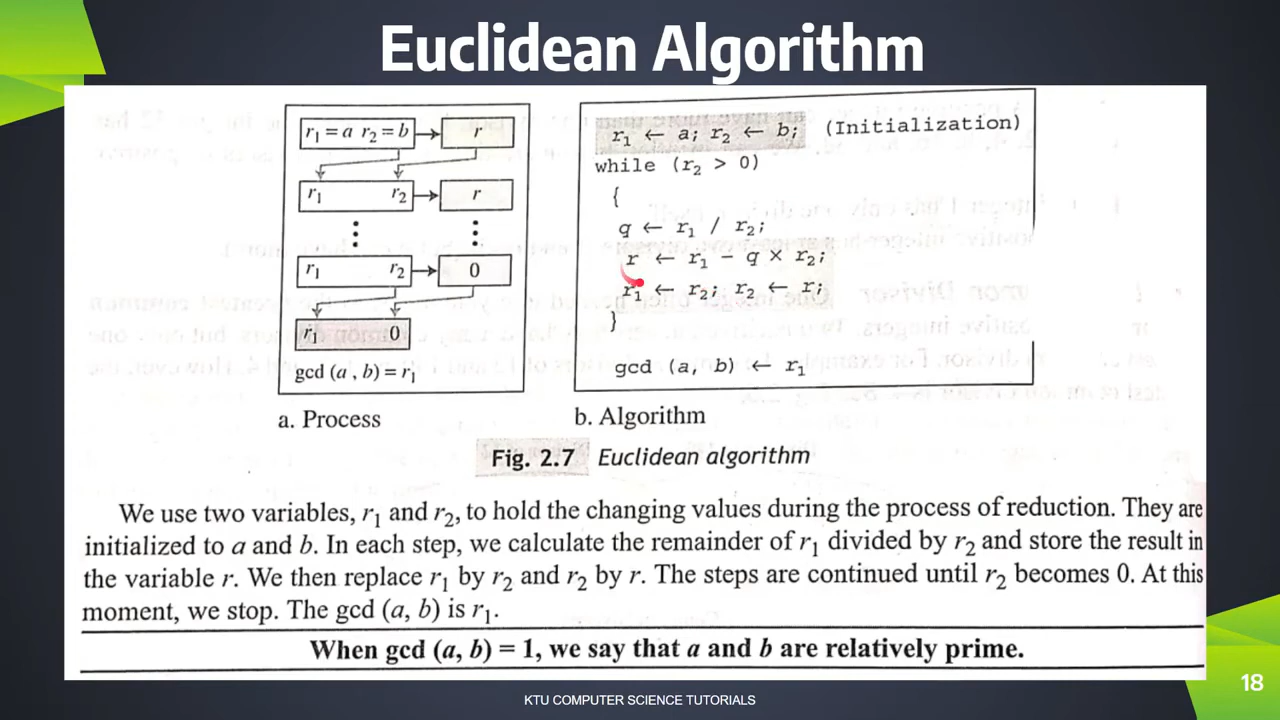 Euclidean Algorithm
r1 = a r2 = b r
r1 r2 r
r1 r2 0
r1 0
gcd (a , b) = r1
a. Process
r1 ← a; r2 ← b; (Initialization)
while (r2 > 0)
{
q ← r1 / r2;
r ← r1 − q × r2;
r1 ← r2; r2 ← r;
}
gcd (a, b) ← r1
b. Algorithm
Fig. 2.7 Euclidean algorithm
We use two variables, r1 and r2, to hold the changing values during the process of reduction. They are
initialized to a and b. In each step, we calculate the remainder of r1 divided by r2 and store the result in
the variable r. We then replace r1 by r2 and r2 by r. The steps are continued until r2 becomes 0. At this
moment, we stop. The gcd (a, b) is r1.
When gcd (a, b) = 1, we say that a and b are relatively prime.
KTU COMPUTER SCIENCE TUTORIALS
18